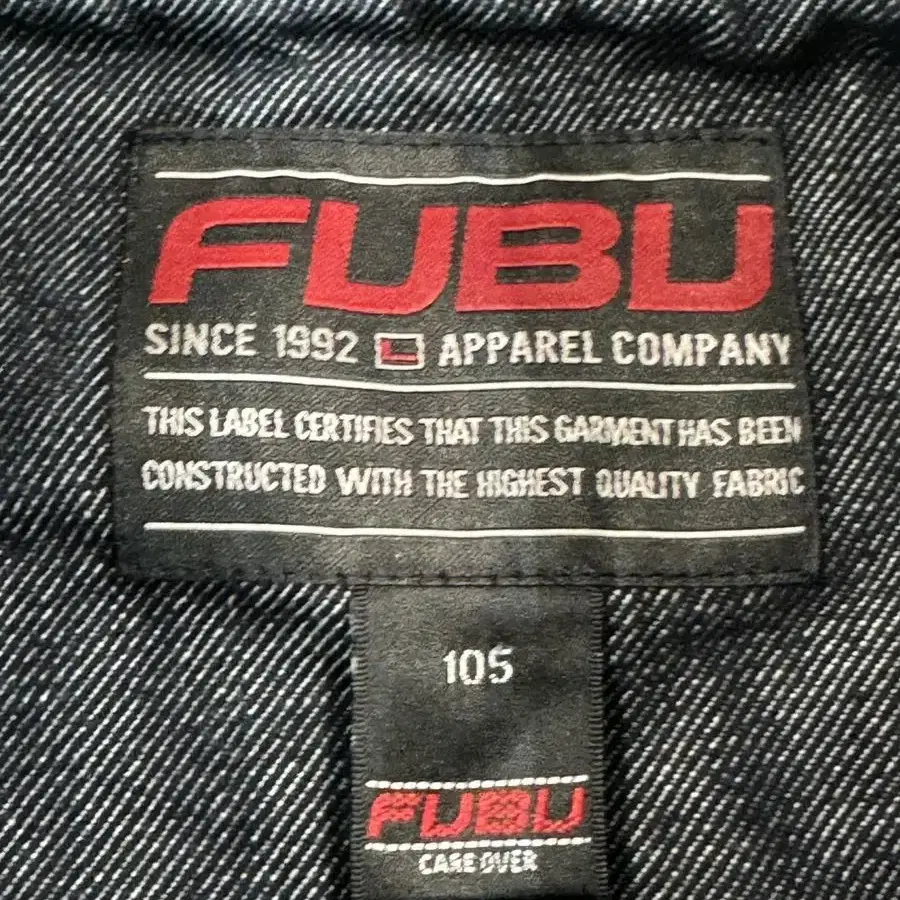 FUBU
SINCE 1992 APPAREL COMPANY
THIS LABEL CERTIFIES THAT THIS GARMENT HAS BEEN
CONSTRUCTED WITH THE HIGHEST QUALITY FABRIC
105
FUBU
CARE OVER